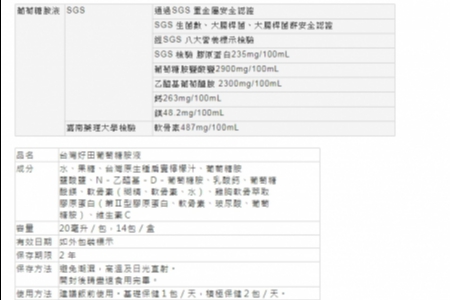 葡萄糖胺液 SGS 通過SGS 重金屬安全認證
SGS 生菌數、大腸桿菌、大腸桿菌群安全認證
經SGS 八大營養標示檢驗
SGS 檢驗 膠原蛋白235mg/100mL
葡萄糖胺鹽酸鹽2900mg/100mL
乙醯基葡萄醣胺 2300mg/100mL
鈣263mg/100mL
鎂48.2mg/100mL
嘉南藥理大學檢驗 軟骨素487mg/100mL
品名 台灣好田葡萄糖胺液
成分 水、果糖、台灣原生種扁實檸檬汁、葡萄糖胺
鹽酸鹽、N-乙醯基-D-葡萄糖胺、乳酸鈣、葡萄糖
酸鎂、軟骨素（ 軟骨素、水）、雞胸軟骨萃取
膠原蛋白（第II型膠原蛋白、軟骨素、玻尿酸、葡萄
糖胺）、維生素C
容量 20毫升 / 包，14包 / 盒
有效日期 如外包裝標示
保存期限 2 年
保存方法 避免潮濕、高溫及日光直射。
開封後請儘速食用完畢。
使用方法 建議飯前使用。基礎保健1包 / 天，積極保健2包 / 天。